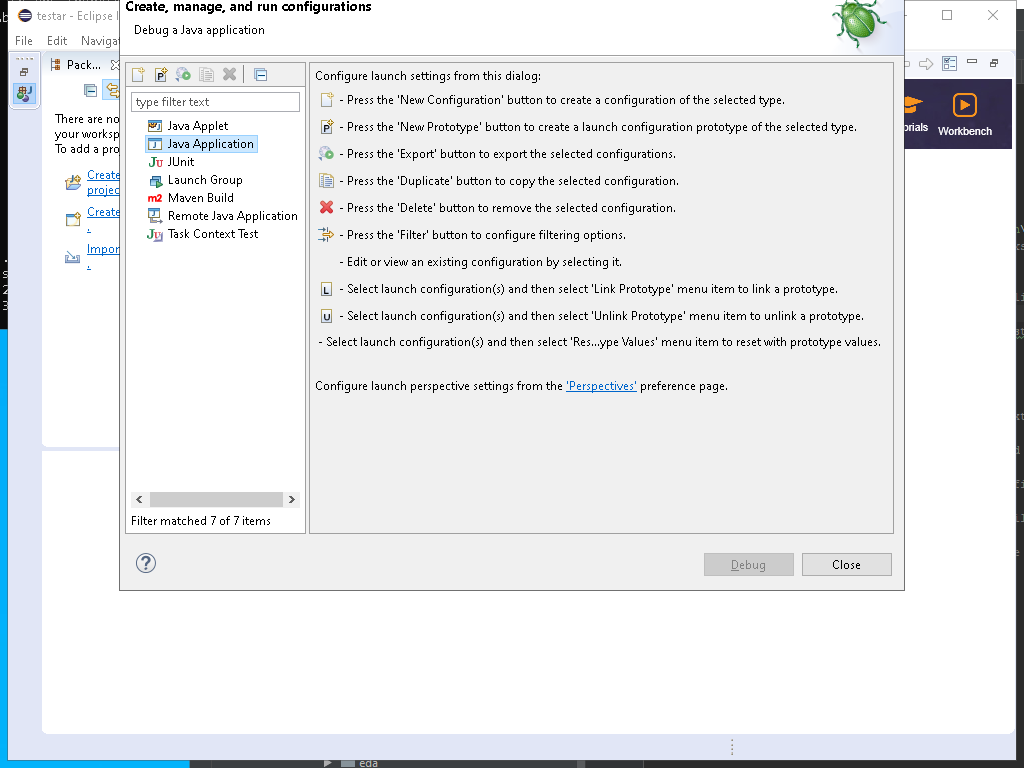 testar - Eclipse I
File Edit Naviga
Create, manage, and run configurations
Debug a Java application
Pack...
There are no
your worksp
To add a pro
Create
projec
Create
.
Impor
.
type filter text
Java Applet
Java Application
JUnit
Launch Group
Maven Build
Remote Java Application
Task Context Test
Filter matched 7 of 7 items
Configure launch settings from this dialog:
- Press the 'New Configuration' button to create a configuration of the selected type.
- Press the 'New Prototype' button to create a launch configuration prototype of the selected type.
- Press the 'Export' button to export the selected configurations.
- Press the 'Duplicate' button to copy the selected configuration.
- Press the 'Delete' button to remove the selected configuration.
- Press the 'Filter' button to configure filtering options.
- Edit or view an existing configuration by selecting it.
- Select launch configuration(s) and then select 'Link Prototype' menu item to link a prototype.
- Select launch configuration(s) and then select 'Unlink Prototype' menu item to unlink a prototype.
- Select launch configuration(s) and then select 'Res...ype Values' menu item to reset with prototype values.
Configure launch perspective settings from the 'Perspectives' preference page.
Debug
Close
orials
Workbench
eda